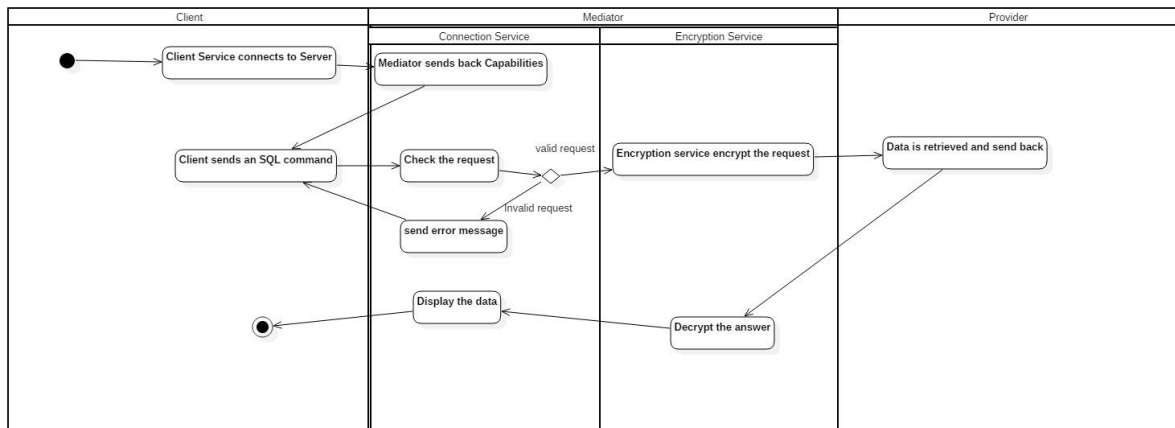 Client
Mediator
Provider
Connection Service
Encryption Service
Client Service connects to Server
Mediator sends back Capabilities
valid request
Client sends an SQL command
Check the request
Encryption service encrypt the request
Data is retrieved and send back
Invalid request
send error message
Display the data
Decrypt the answer